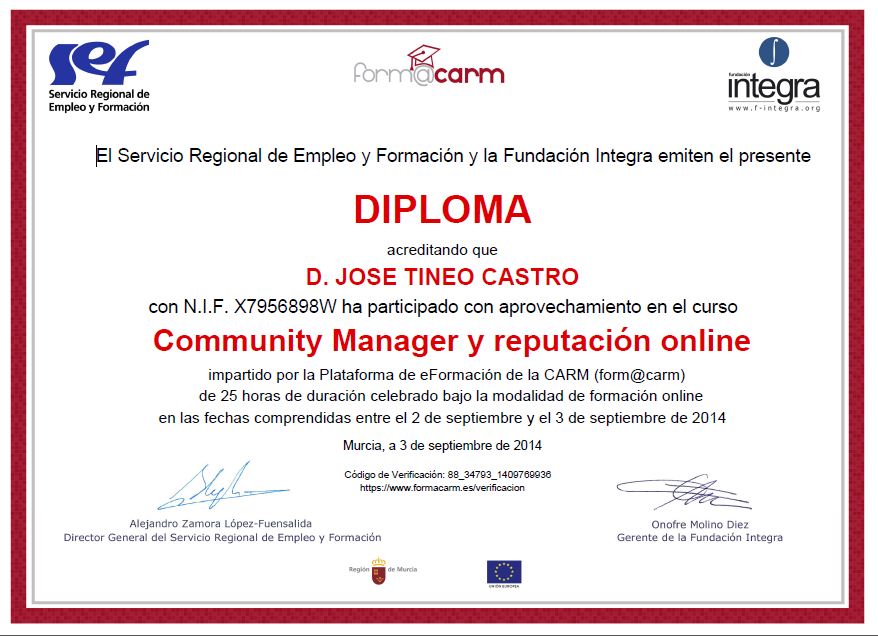 sef
Servicio Regional de
Empleo y Formación
form@carm
fundación
integra
www.f-integra.org
El Servicio Regional de Empleo y Formación y la Fundación Integra emiten el presente
DIPLOMA
acreditando que
D. JOSE TINEO CASTRO
con N.I.F. X7956898W ha participado con aprovechamiento en el curso
Community Manager y reputación online
impartido por la Plataforma de eFormación de la CARM (form@carm)
de 25 horas de duración celebrado bajo la modalidad de formación online
en las fechas comprendidas entre el 2 de septiembre y el 3 de septiembre de 2014
Murcia, a 3 de septiembre de 2014
Código de Verificación: 88_34793_1409769936
https://www.formacarm.es/verificacion
Alejandro Zamora López-Fuensalida
Director General del Servicio Regional de Empleo y Formación
Onofre Molino Diez
Gerente de la Fundación Integra
Región de Murcia
UNIÓN EUROPEA